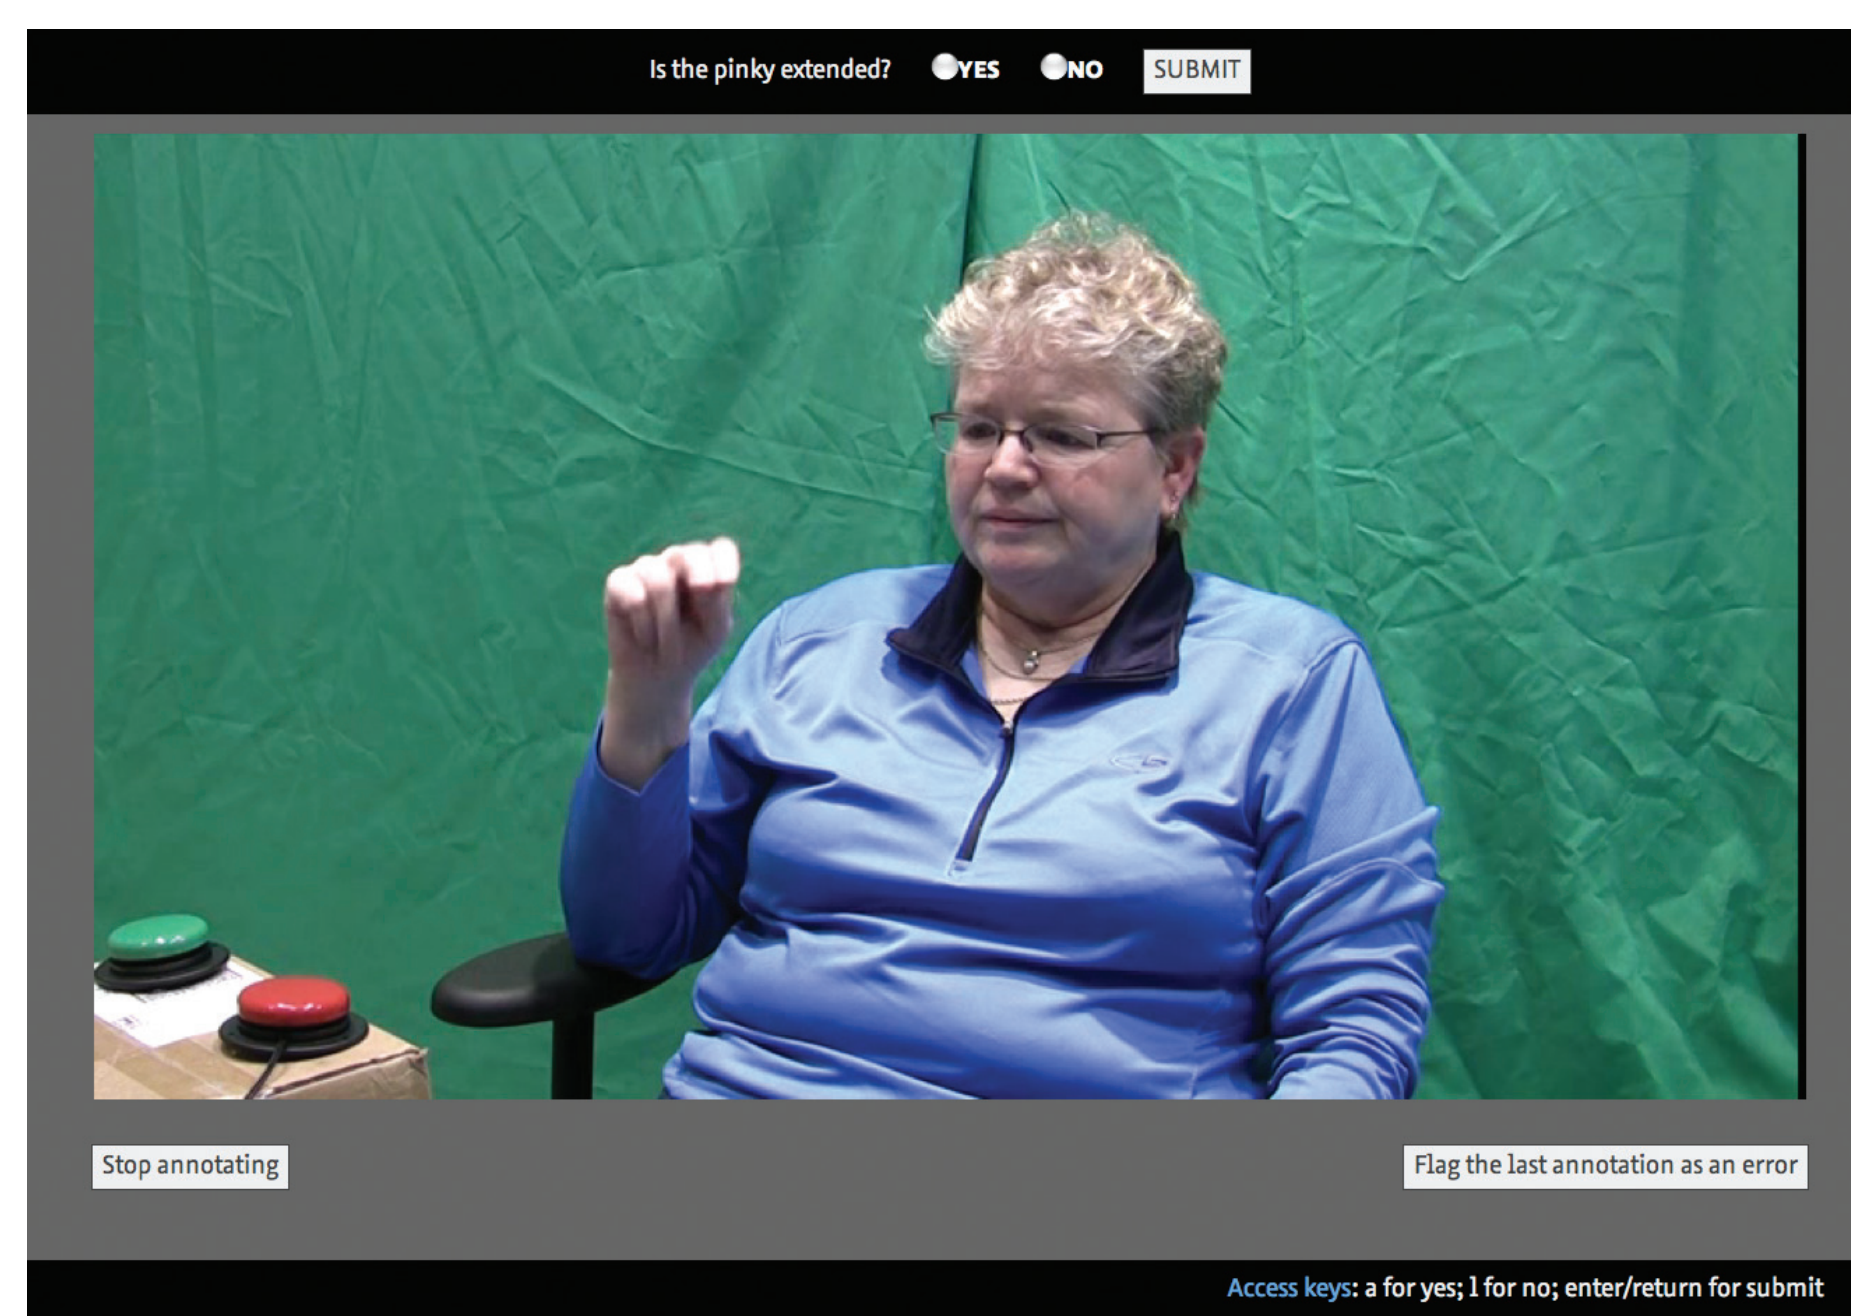 Is the pinky extended? YES NO SUBMIT
Stop annotating
Flag the last annotation as an error
Access keys: a for yes; l for no; enter/return for submit